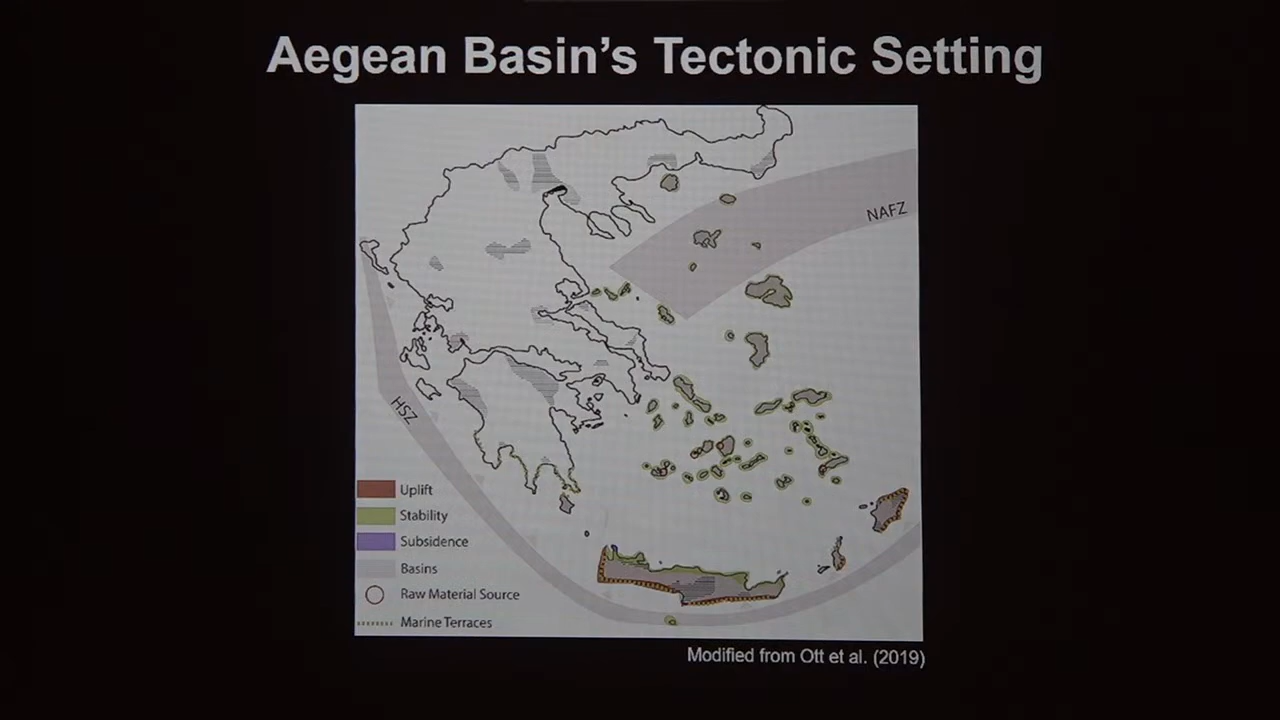 Aegean Basin's Tectonic Setting
NAFZ
HSZ
Uplift
Stability
Subsidence
Basins
Raw Material Source
Marine Terraces
Modified from Ott et al. (2019)